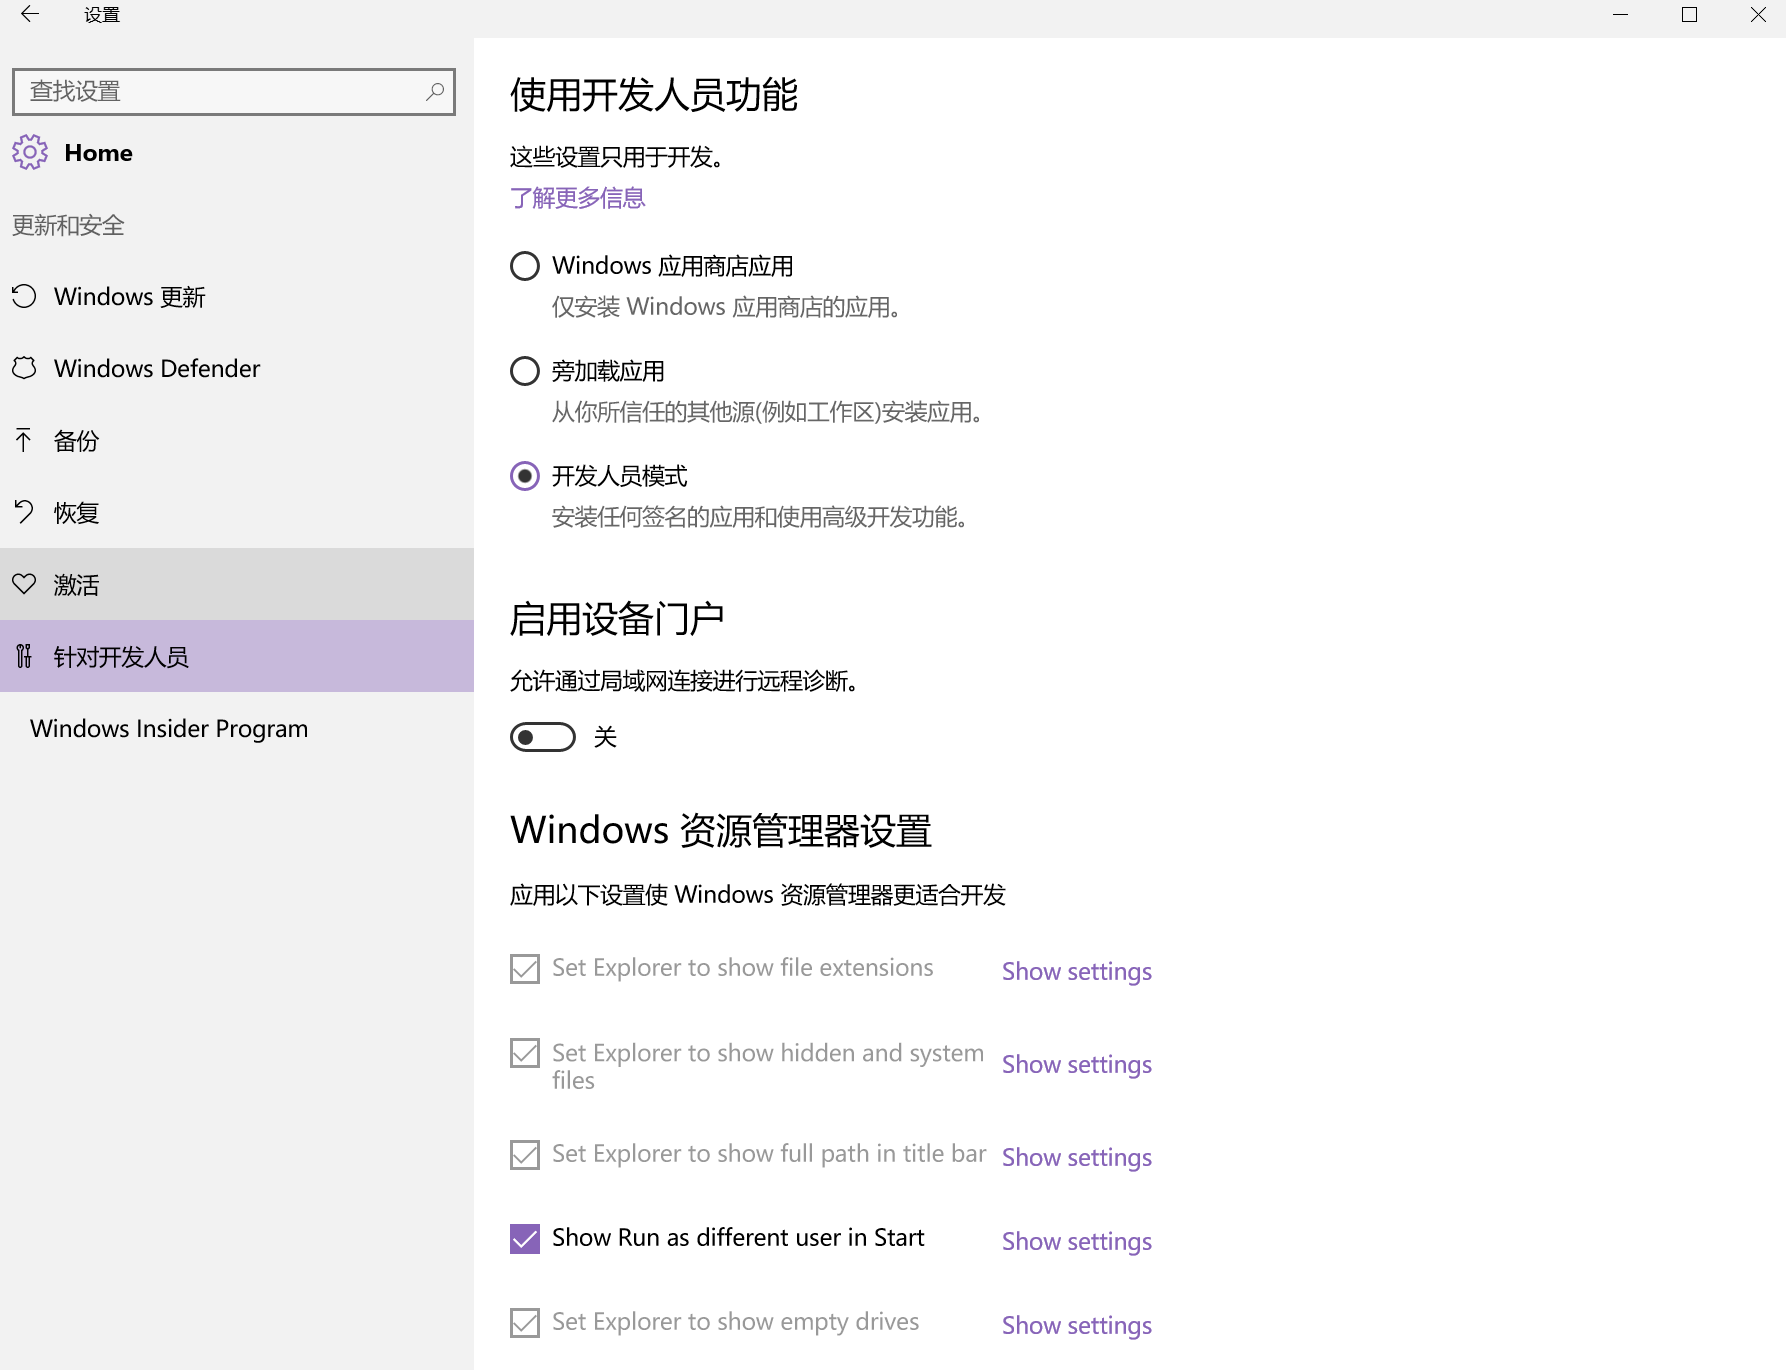 设置
查找设置
Home
更新和安全
Windows 更新
Windows Defender
备份
恢复
激活
针对开发人员
Windows Insider Program
使用开发人员功能
这些设置只用于开发。
了解更多信息
Windows 应用商店应用
仅安装 Windows 应用商店的应用。
旁加载应用
从你所信任的其他源(例如工作区)安装应用。
开发人员模式
安装任何签名的应用和使用高级开发功能。
启用设备门户
允许通过局域网连接进行远程诊断。
关
Windows 资源管理器设置
应用以下设置使 Windows 资源管理器更适合开发
Set Explorer to show file extensions
Show settings
Set Explorer to show hidden and system
files
Show settings
Set Explorer to show full path in title bar
Show settings
Show Run as different user in Start
Show settings
Set Explorer to show empty drives
Show settings